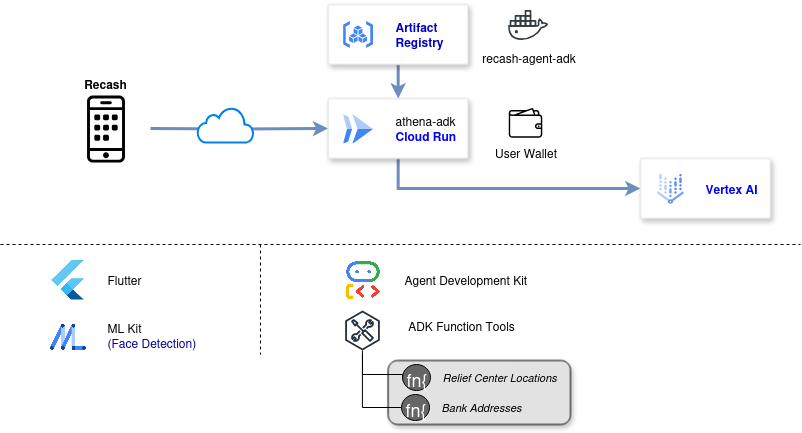 Artifact
Registry
recash-agent-adk
Recash
athena-adk
Cloud Run
User Wallet
Vertex AI
Flutter
Agent Development Kit
ML Kit
(Face Detection)
ADK Function Tools
fn{
Relief Center Locations
fn{
Bank Addresses